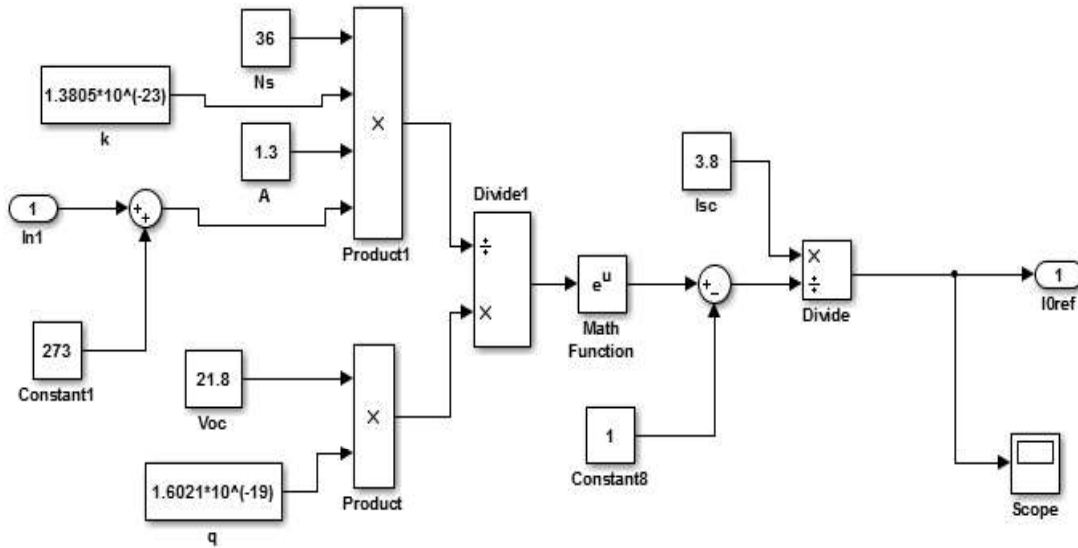 36
Ns
1.3805*10^(-23)
k
×
1.3
A
3.8
Isc
Divide1
1
In1
+
+
Product1
÷
×
e^u
Math
Function
+
−
×
÷
Divide
1
I0ref
273
Constant1
21.8
Voc
×
Product
1
Constant8
1.6021*10^(-19)
q
Scope